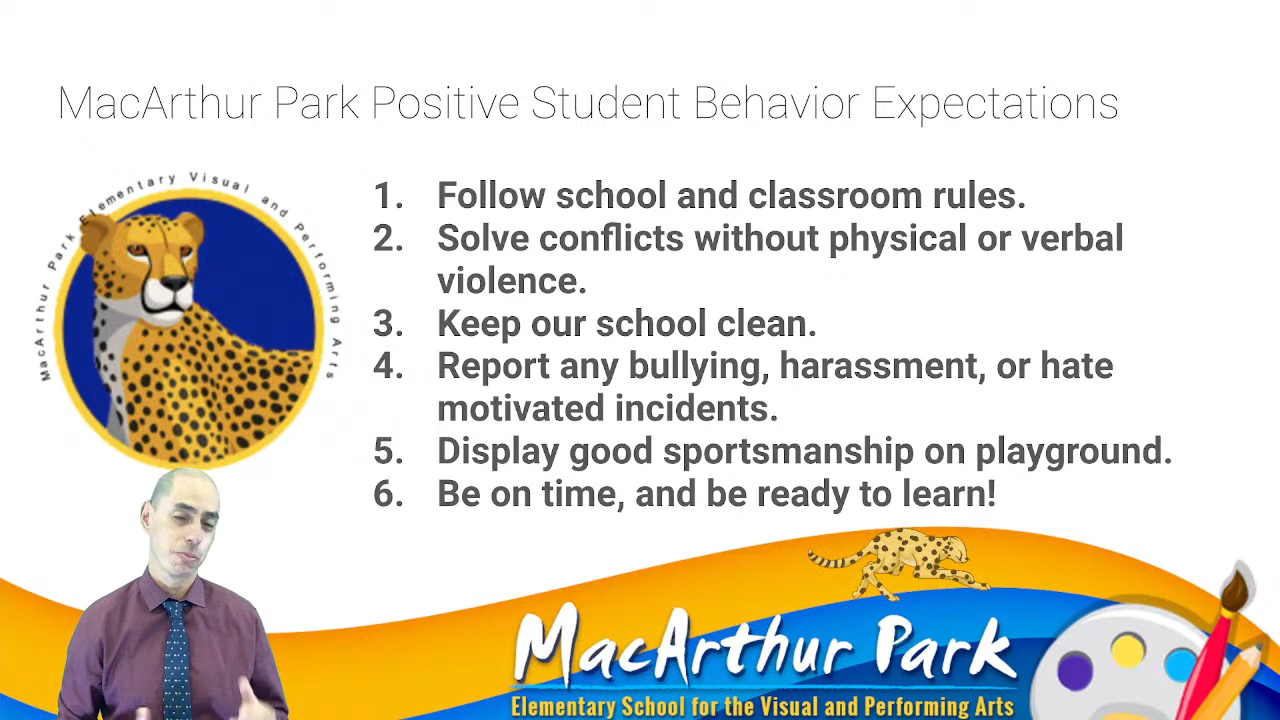 MacArthur Park Positive Student Behavior Expectations
MacArthur Park Elementary Visual and Performing Arts
1. Follow school and classroom rules.
2. Solve conflicts without physical or verbal
violence.
3. Keep our school clean.
4. Report any bullying, harassment, or hate
motivated incidents.
5. Display good sportsmanship on playground.
6. Be on time, and be ready to learn!
MacArthur Park
Elementary School for the Visual and Performing Arts